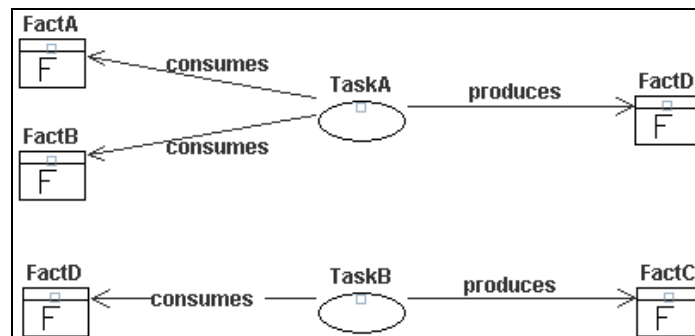 FactA
F
consumes
TaskA
produces
FactD
F
FactB
F
consumes
FactD
F
consumes
TaskB
produces
FactC
F